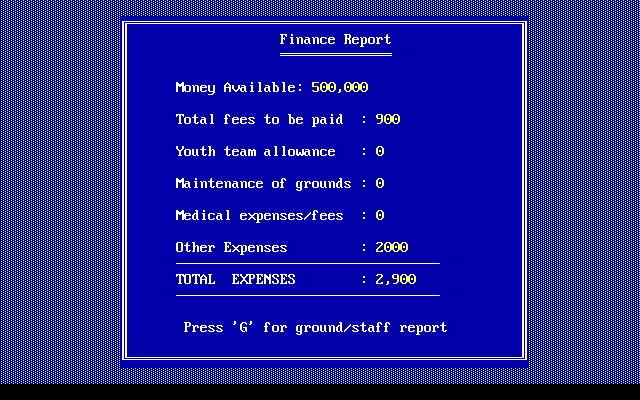 Finance Report
Money Available: 500,000
Total fees to be paid : 900
Youth team allowance : 0
Maintenance of grounds : 0
Medical expenses/fees : 0
Other Expenses : 2000
TOTAL EXPENSES : 2,900
Press 'G' for ground/staff report